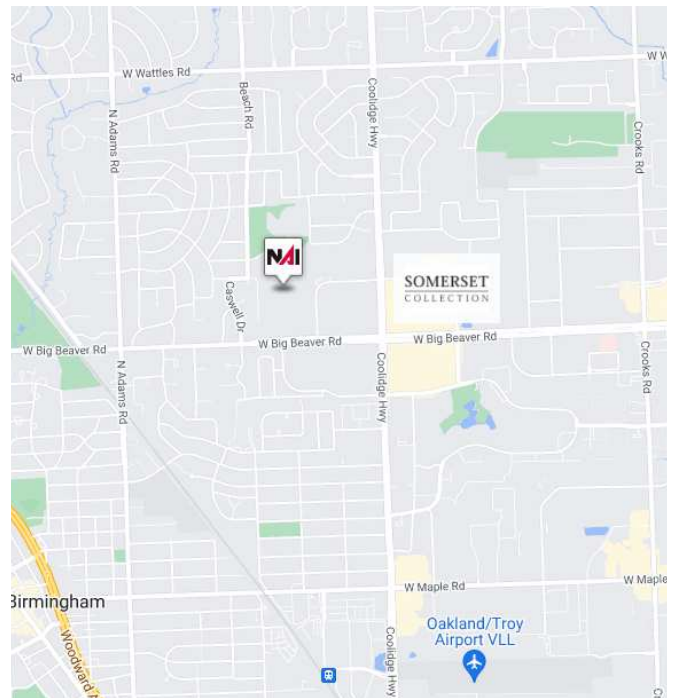 W Wattles Rd
W W
Rd
Beach Rd
Coolidge Hwy
N Adams Rd
Crooks Rd
NAI
SOMERSET
COLLECTION
Caswell Dr
W Big Beaver Rd
W Big Beaver Rd
W Big Beaver Rd
N Adams Rd
Coolidge Hwy
Crooks Rd
W Maple Rd
W Maple
Birmingham
Oakland/Troy
Airport VLL
Woodward A
Coolidge Hwy
C